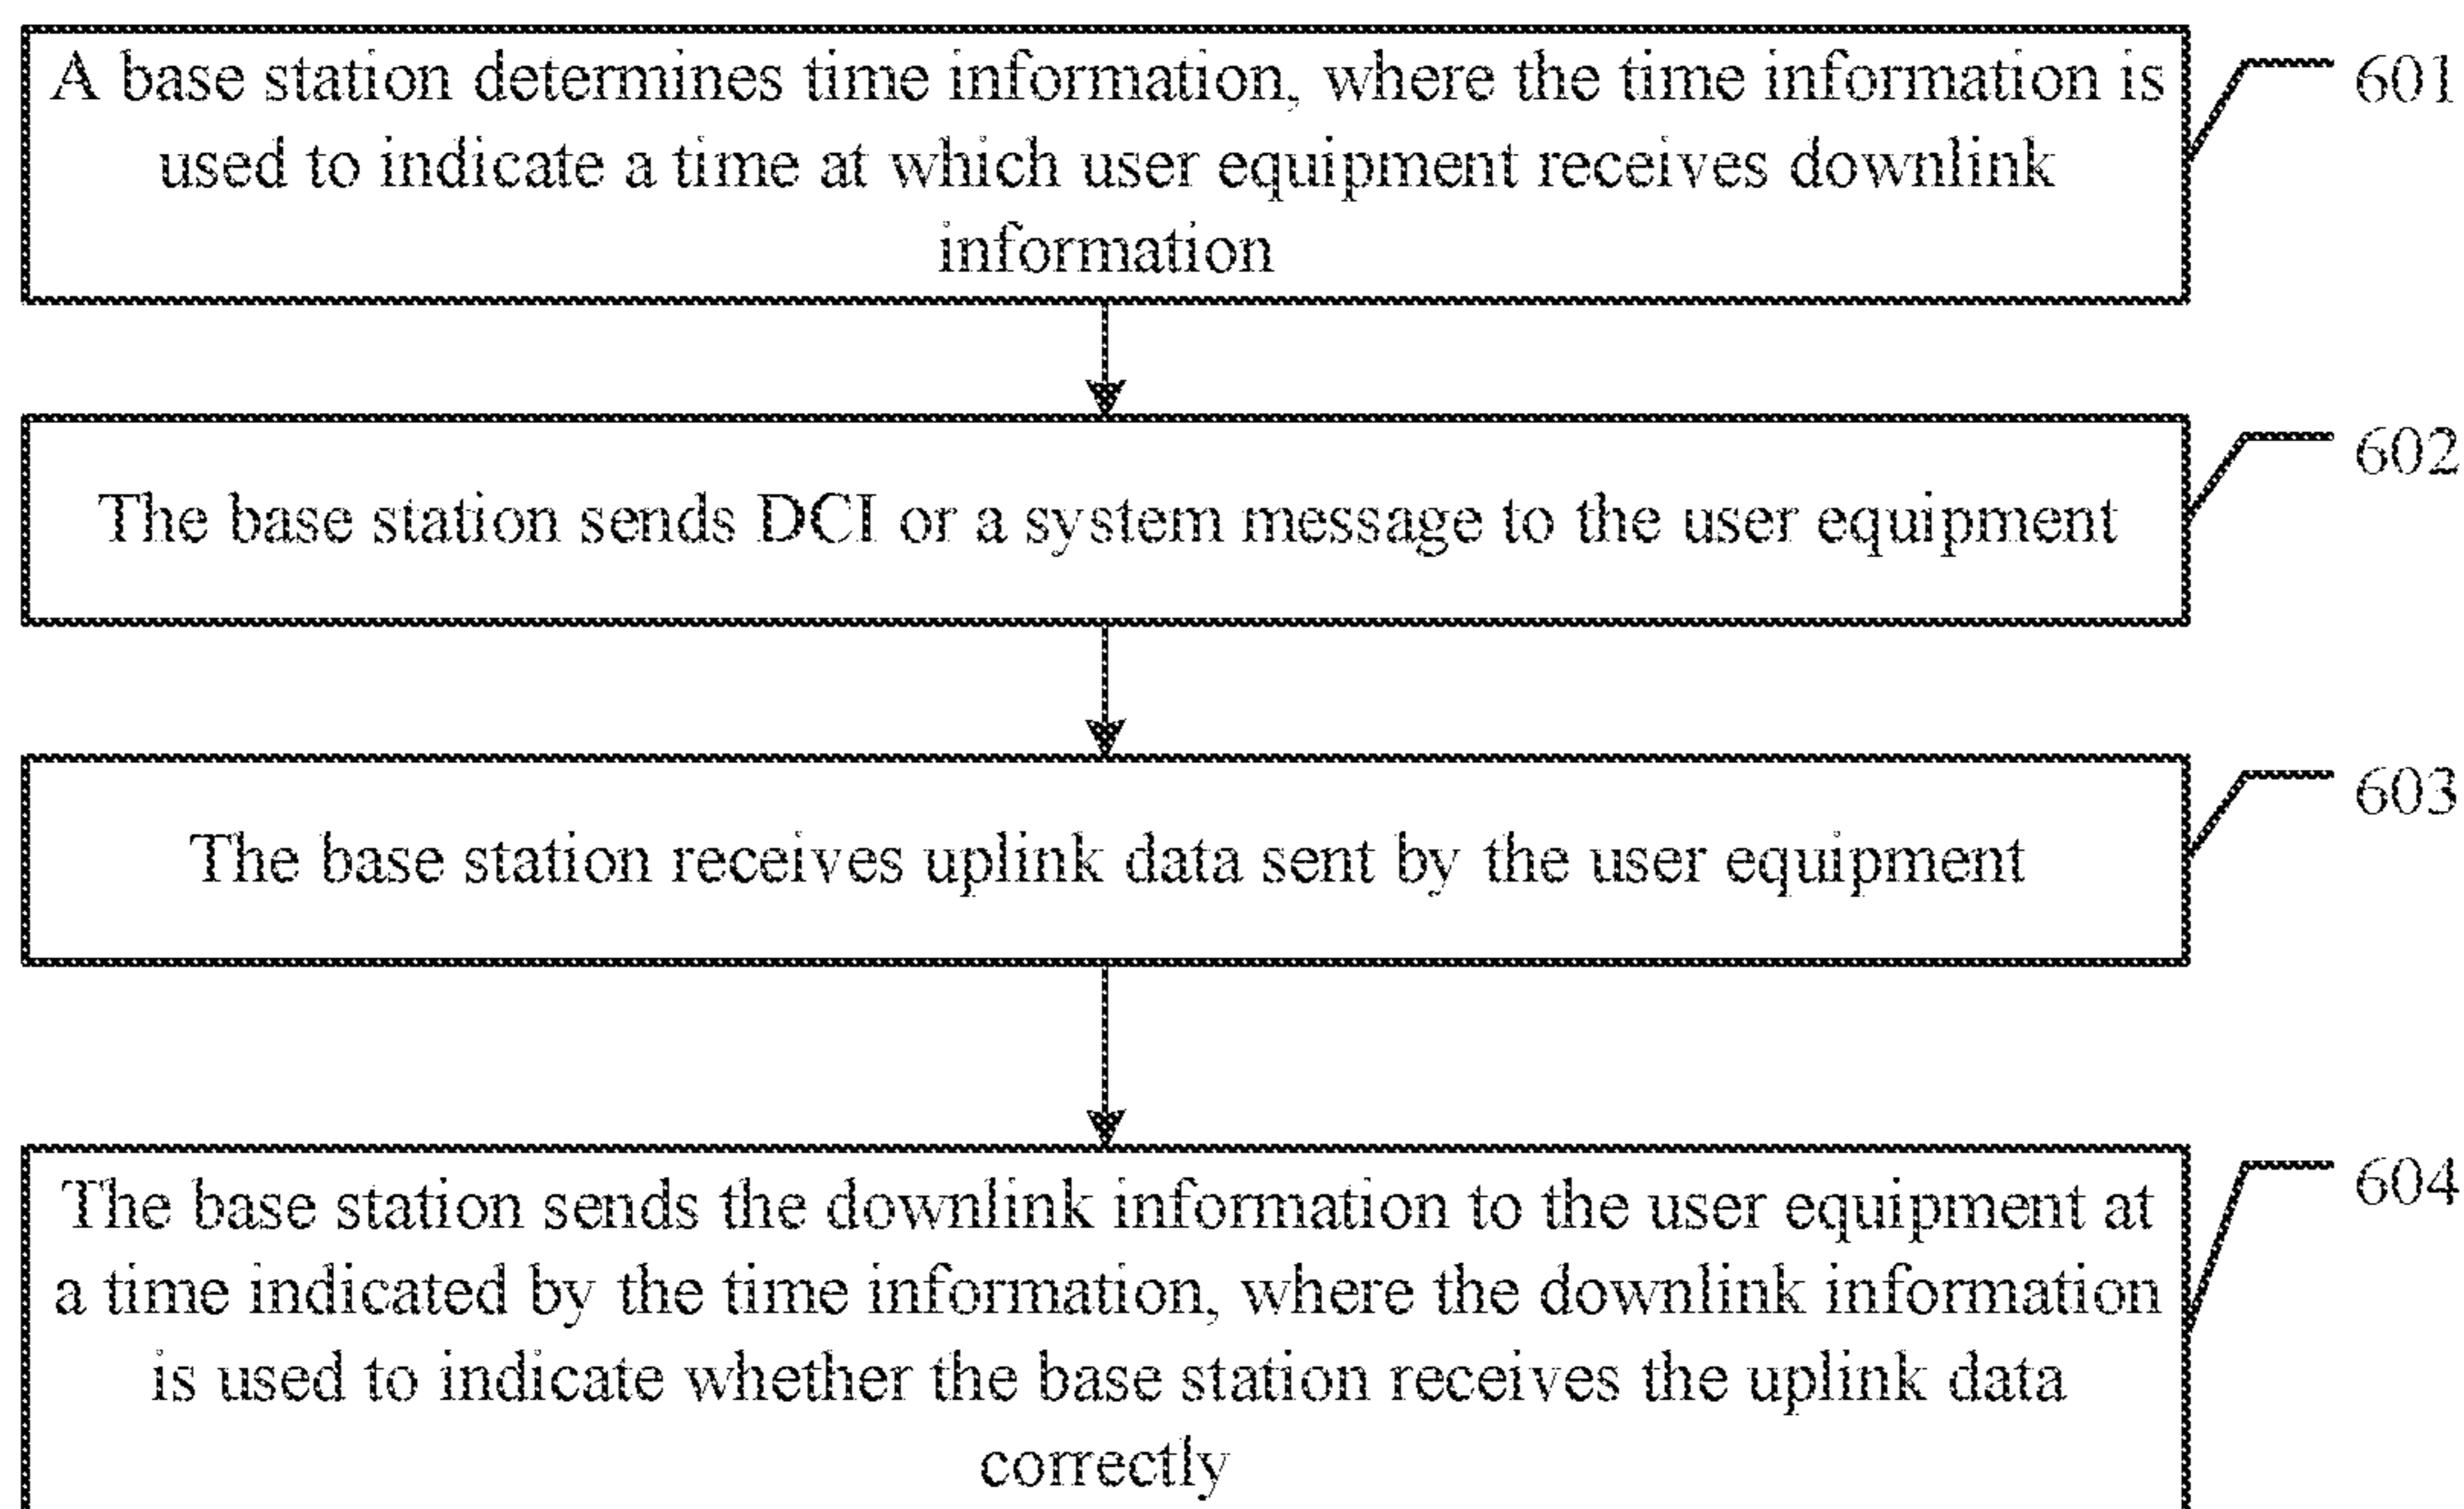 A base station determines time information, where the time information is
used to indicate a time at which user equipment receives downlink
information
601
The base station sends DCI or a system message to the user equipment
602
The base station receives uplink data sent by the user equipment
603
The base station sends the downlink information to the user equipment at
a time indicated by the time information, where the downlink information
is used to indicate whether the base station receives the uplink data
correctly
604